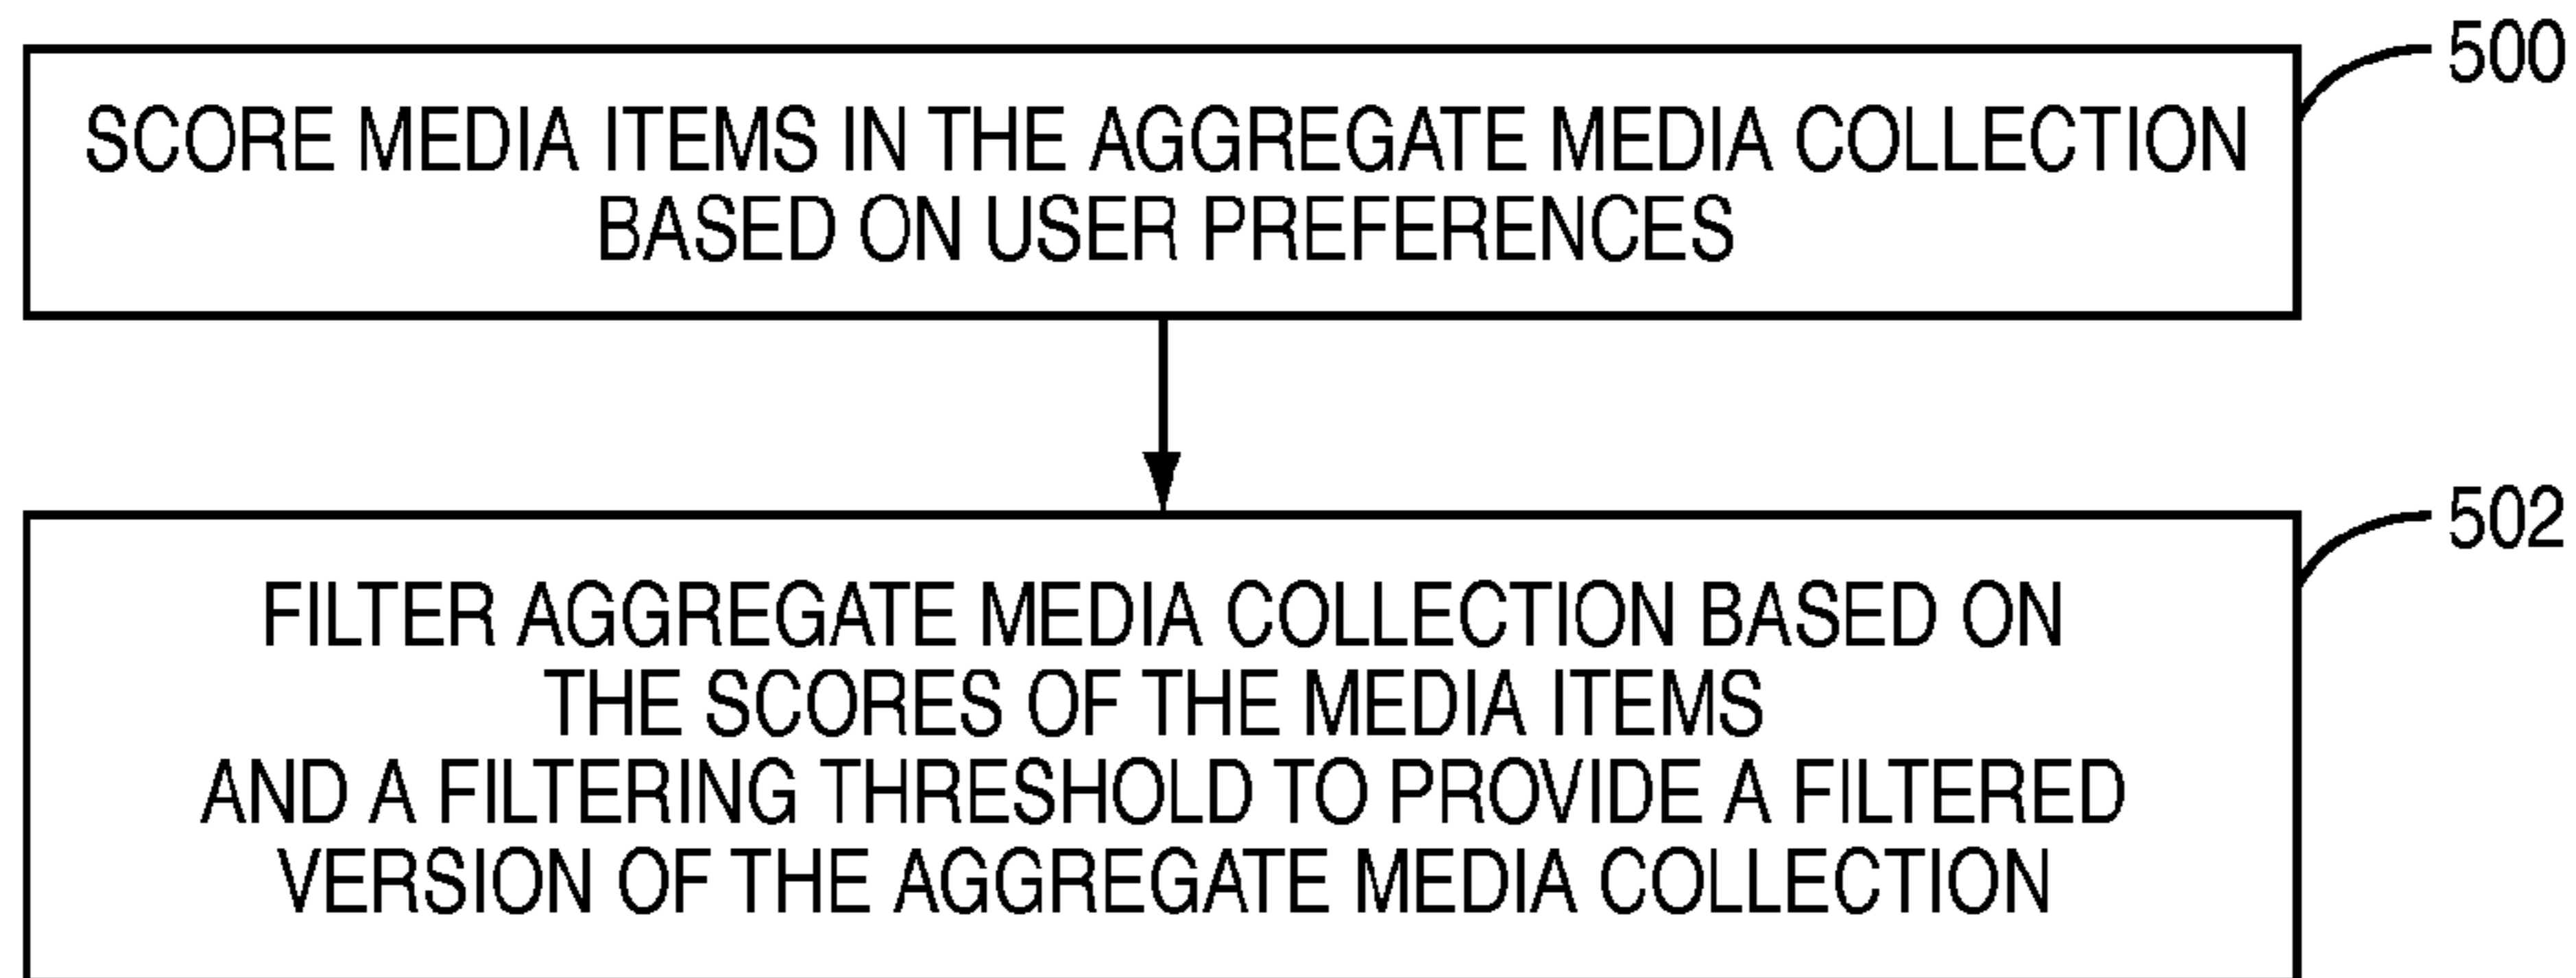 500
SCORE MEDIA ITEMS IN THE AGGREGATE MEDIA COLLECTION
BASED ON USER PREFERENCES
502
FILTER AGGREGATE MEDIA COLLECTION BASED ON
THE SCORES OF THE MEDIA ITEMS
AND A FILTERING THRESHOLD TO PROVIDE A FILTERED
VERSION OF THE AGGREGATE MEDIA COLLECTION